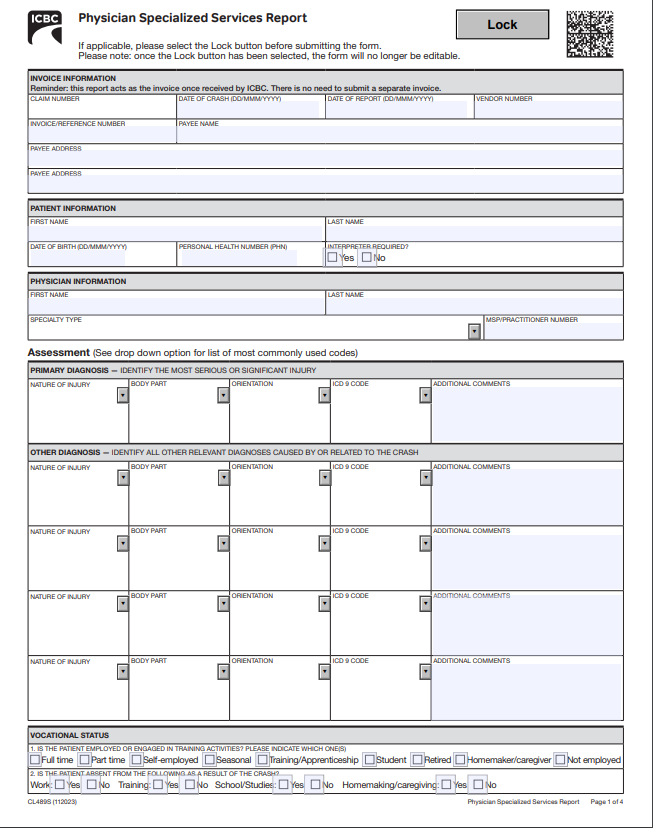 ICBC
Physician Specialized Services Report
Lock
If applicable, please select the Lock button before submitting the form.
Please note: once the Lock button has been selected, the form will no longer be editable.
INVOICE INFORMATION
Reminder: this report acts as the invoice once received by ICBC. There is no need to submit a separate invoice.
CLAIM NUMBER DATE OF CRASH (DD/MMM/YYYY) DATE OF REPORT (DD/MMM/YYYY) VENDOR NUMBER
INVOICE/REFERENCE NUMBER PAYEE NAME
PAYEE ADDRESS
PAYEE ADDRESS
PATIENT INFORMATION
FIRST NAME LAST NAME
DATE OF BIRTH (DD/MMM/YYYY) PERSONAL HEALTH NUMBER (PHN) INTERPRETER REQUIRED?
Yes No
PHYSICIAN INFORMATION
FIRST NAME LAST NAME
SPECIALTY TYPE MSP/PRACTITIONER NUMBER
Assessment (See drop down option for list of most commonly used codes)
PRIMARY DIAGNOSIS — IDENTIFY THE MOST SERIOUS OR SIGNIFICANT INJURY
NATURE OF INJURY BODY PART ORIENTATION ICD 9 CODE ADDITIONAL COMMENTS
OTHER DIAGNOSIS — IDENTIFY ALL OTHER RELEVANT DIAGNOSES CAUSED BY OR RELATED TO THE CRASH
NATURE OF INJURY BODY PART ORIENTATION ICD 9 CODE ADDITIONAL COMMENTS
NATURE OF INJURY BODY PART ORIENTATION ICD 9 CODE ADDITIONAL COMMENTS
NATURE OF INJURY BODY PART ORIENTATION ICD 9 CODE ADDITIONAL COMMENTS
NATURE OF INJURY BODY PART ORIENTATION ICD 9 CODE ADDITIONAL COMMENTS
VOCATIONAL STATUS
1. IS THE PATIENT EMPLOYED OR ENGAGED IN TRAINING ACTIVITIES? PLEASE INDICATE WHICH ONE(S)
Full time Part time Self-employed Seasonal Training/Apprenticeship Student Retired Homemaker/caregiver Not employed
2. IS THE PATIENT ABSENT FROM THE FOLLOWING AS A RESULT OF THE CRASH?
Work: Yes No Training: Yes No School/Studies: Yes No Homemaking/caregiving: Yes No
CL489S (112023) Physician Specialized Services Report Page 1 of 4